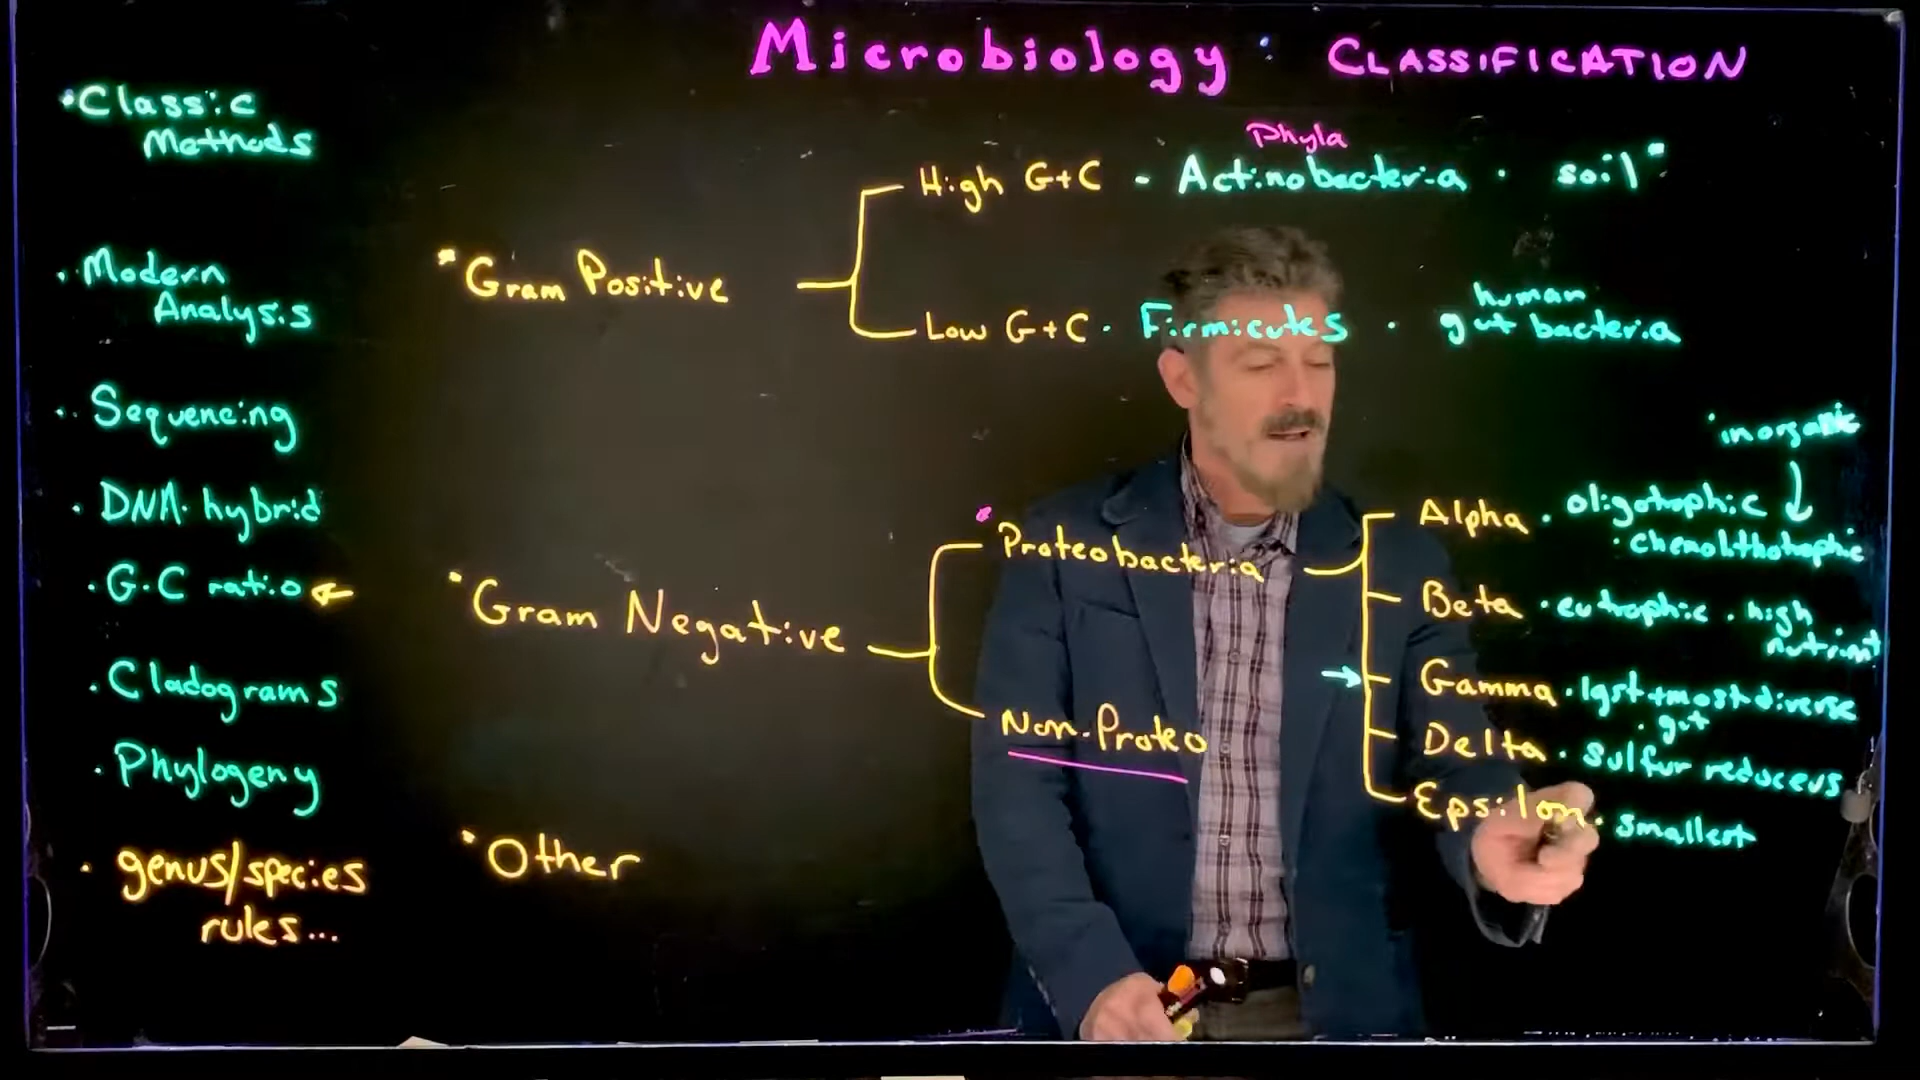 Microbiology : CLASSIFICATION
• Classic
Methods
• Modern
Analysis
• Sequencing
• DNA · hybrid
• G·C ratio ←
• Cladograms
• Phylogeny
• genus/species
rules...
• Gram Positive
Phyla
High G+C - Actinobacteria • soil
Low G+C • Firmicutes • human
gut bacteria
• Gram Negative
Proteobacteria
• inorganic
↓
Alpha • oligotrophic
• chemolithotrophic
Beta • eutrophic • high
nutrient
→ Gamma • lgst + most diverse
• gut
Delta • sulfur reducers
Epsilon • smallest
Non-Proteo
• Other